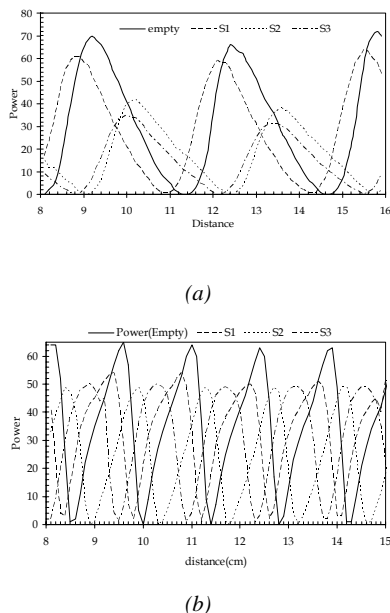 empty S1 S2 S3
80
70
60
50
40
30
20
10
0
Power
8 9 10 11 12 13 14 15 16
Distance
(a)
Power(Empty) S1 S2 S3
60
50
40
30
20
10
0
Power
8 9 10 11 12 13 14 15
distance(cm)
(b)